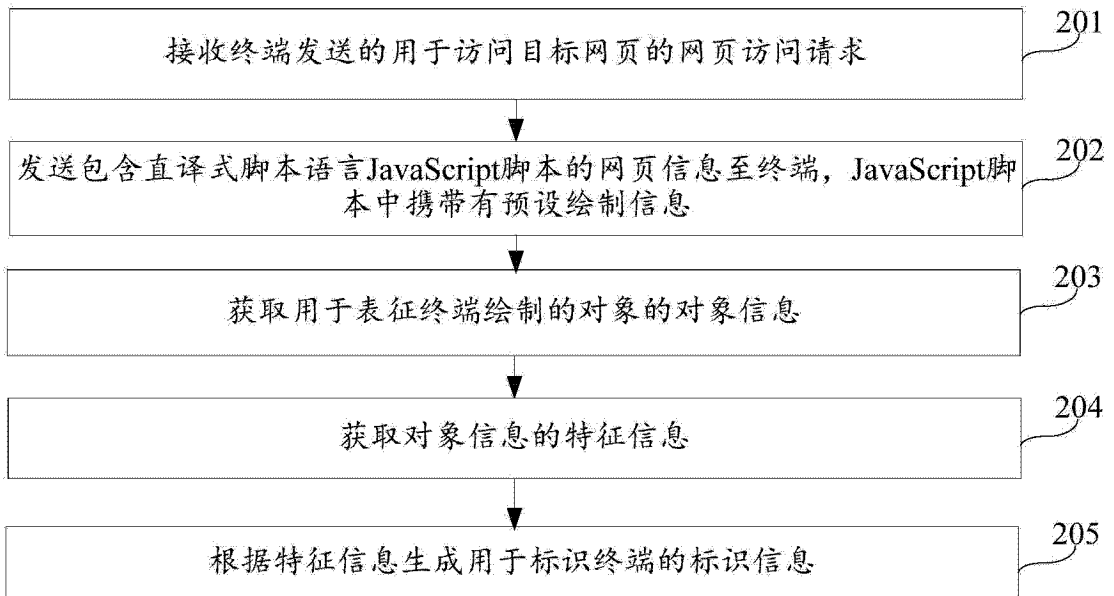 接收终端发送的用于访问目标网页的网页访问请求
201
发送包含直译式脚本语言JavaScript脚本的网页信息至终端，JavaScript脚
本中携带有预设绘制信息
202
获取用于表征终端绘制的对象的对象信息
203
获取对象信息的特征信息
204
根据特征信息生成用于标识终端的标识信息
205